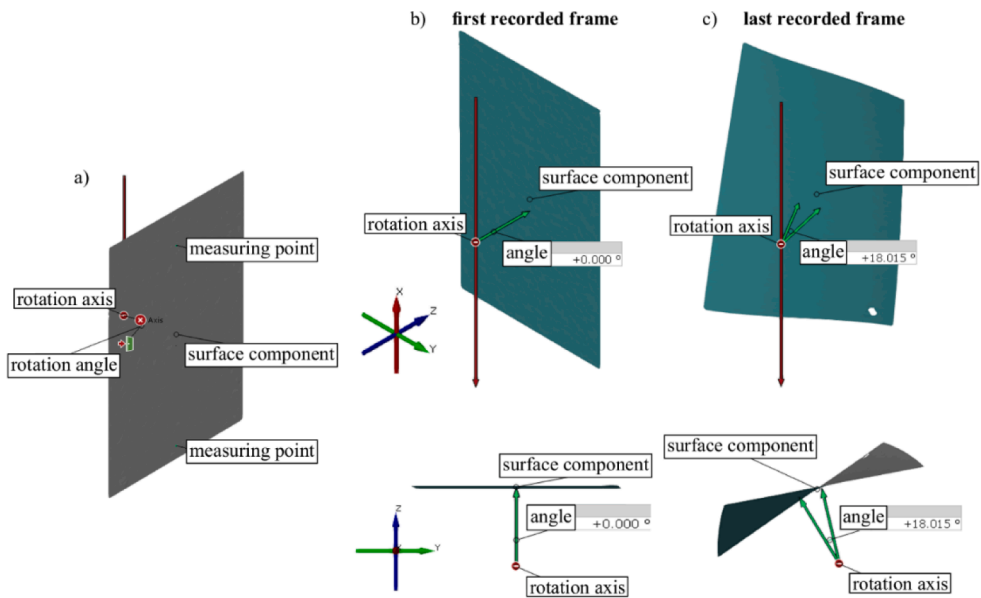 b) first recorded frame
c) last recorded frame
a)
measuring point
rotation axis
Axis
rotation angle
surface component
measuring point
surface component
rotation axis
angle
+0.000 °
X
Z
Y
surface component
rotation axis
angle
+18.015 °
surface component
angle
+0.000 °
rotation axis
Z
Y
surface component
angle
+18.015 °
rotation axis